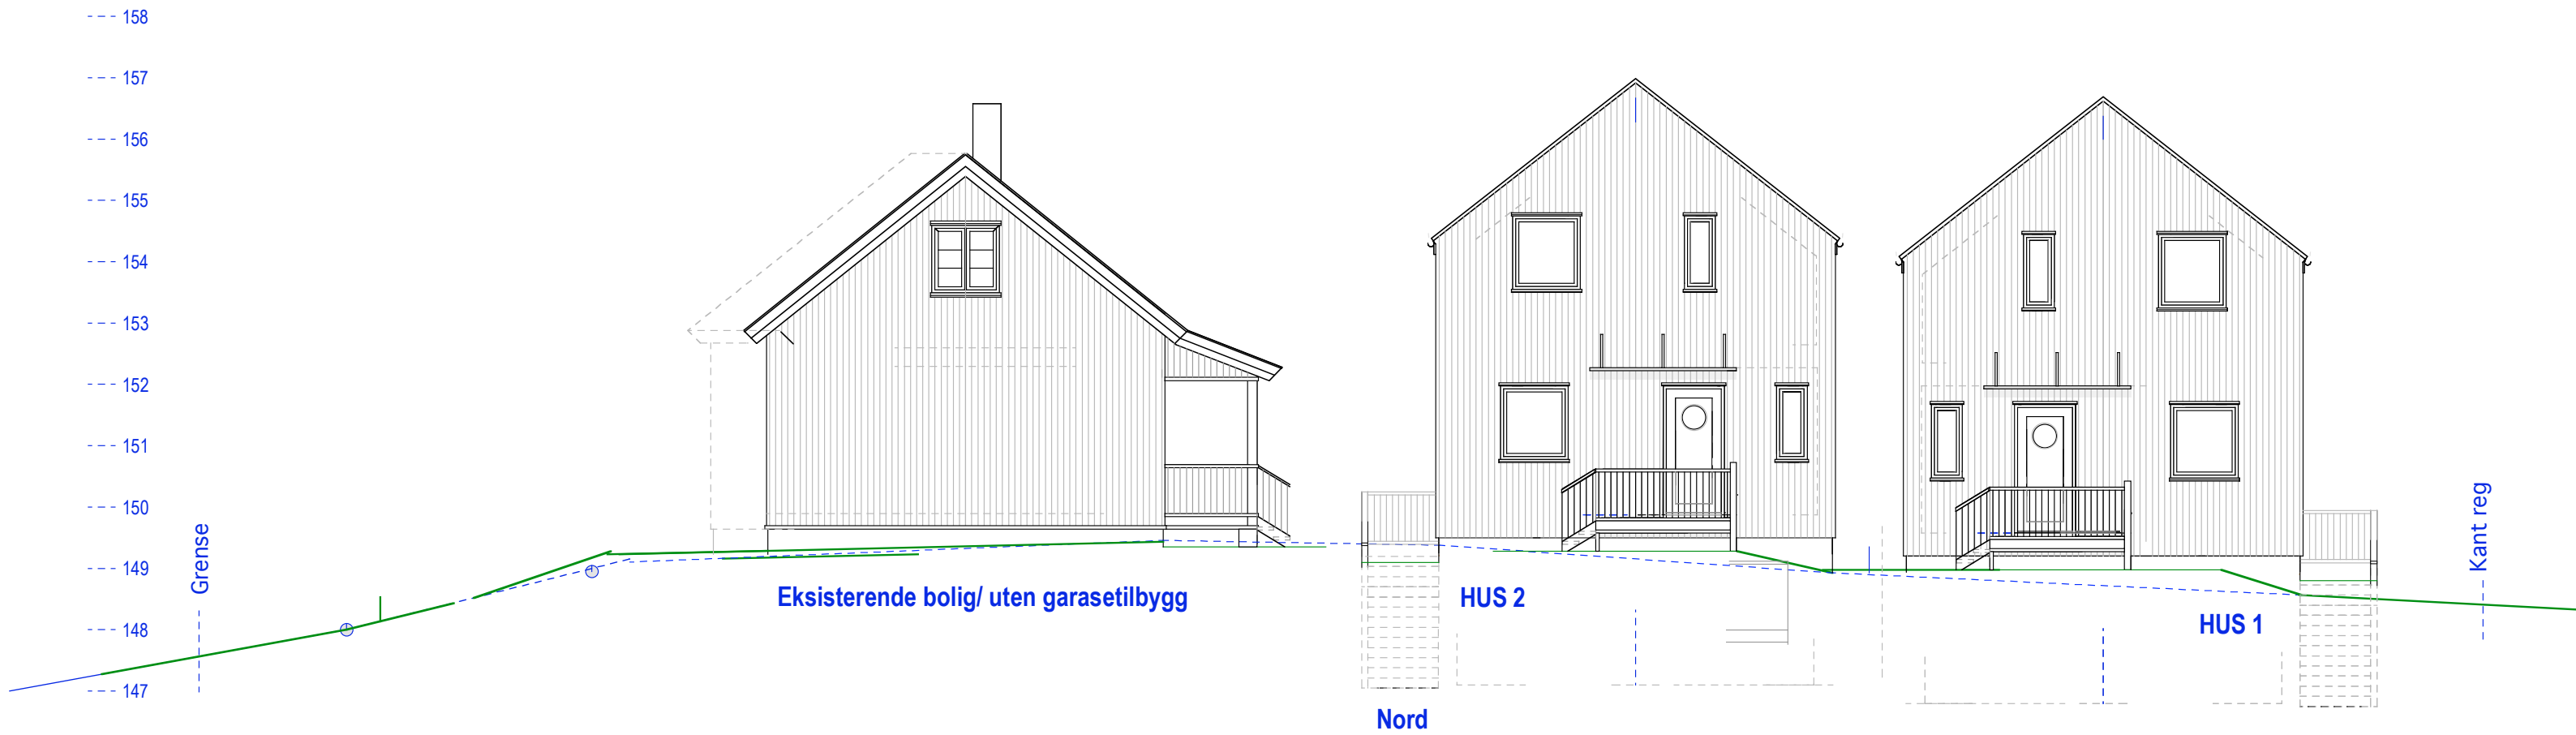 158
157
156
155
154
153
152
151
150
149
148
147
Grense
Eksisterende bolig/ uten garasetilbygg
HUS 2
HUS 1
Kant reg
Nord